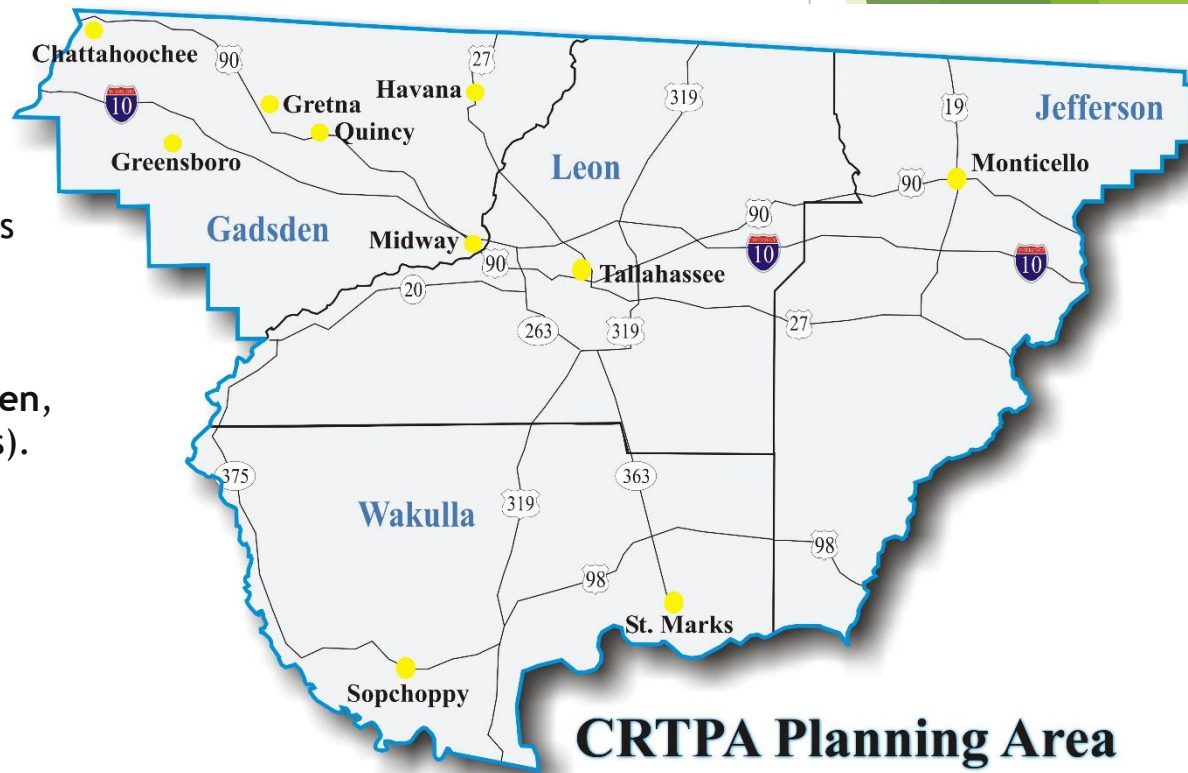 Chattahoochee
90
27
Havana
319
10
Gretna
19
Jefferson
Quincy
Greensboro
Leon
Monticello
90
s
Gadsden
90
Midway
90
10
10
Tallahassee
20
27
263
319
en,
s).
375
363
319
Wakulla
98
98
St. Marks
Sopchoppy
CRTPA Planning Area